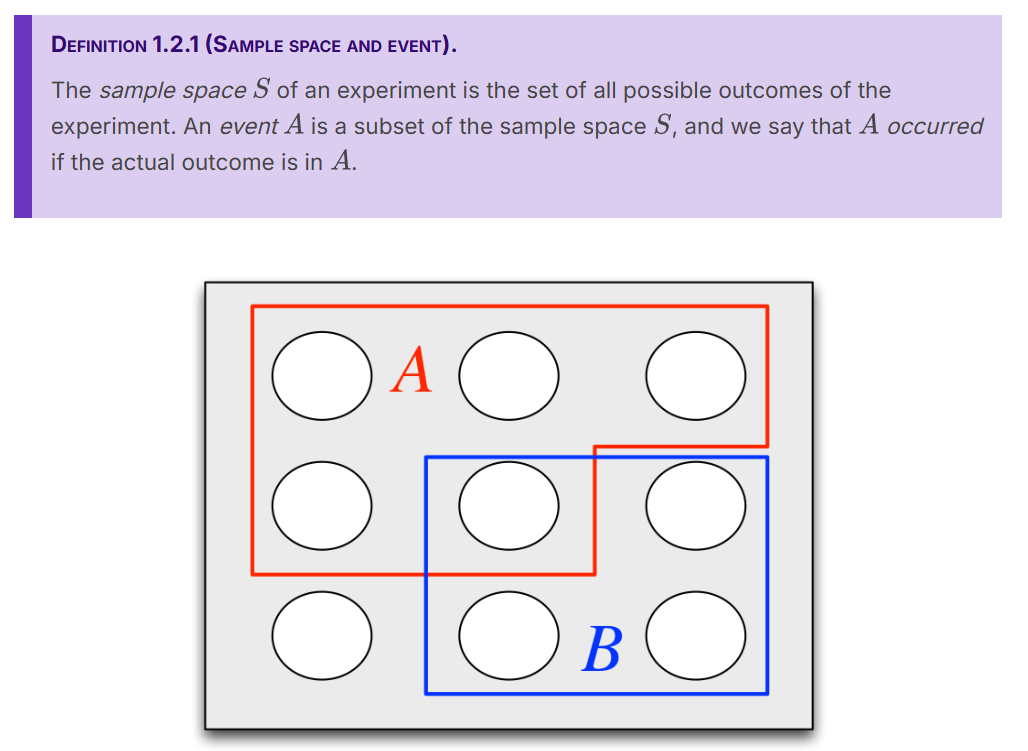 Definition 1.2.1 (Sample space and event).
The sample space S of an experiment is the set of all possible outcomes of the
experiment. An event A is a subset of the sample space S, and we say that A occurred
if the actual outcome is in A.
A
B